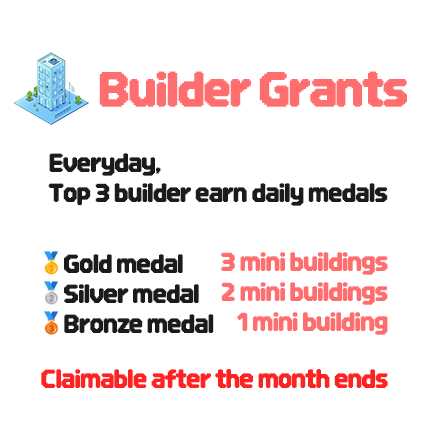 Builder Grants
Everyday,
Top 3 builder earn daily medals
Gold medal 3 mini buildings
Silver medal 2 mini buildings
Bronze medal 1 mini building
Claimable after the month ends